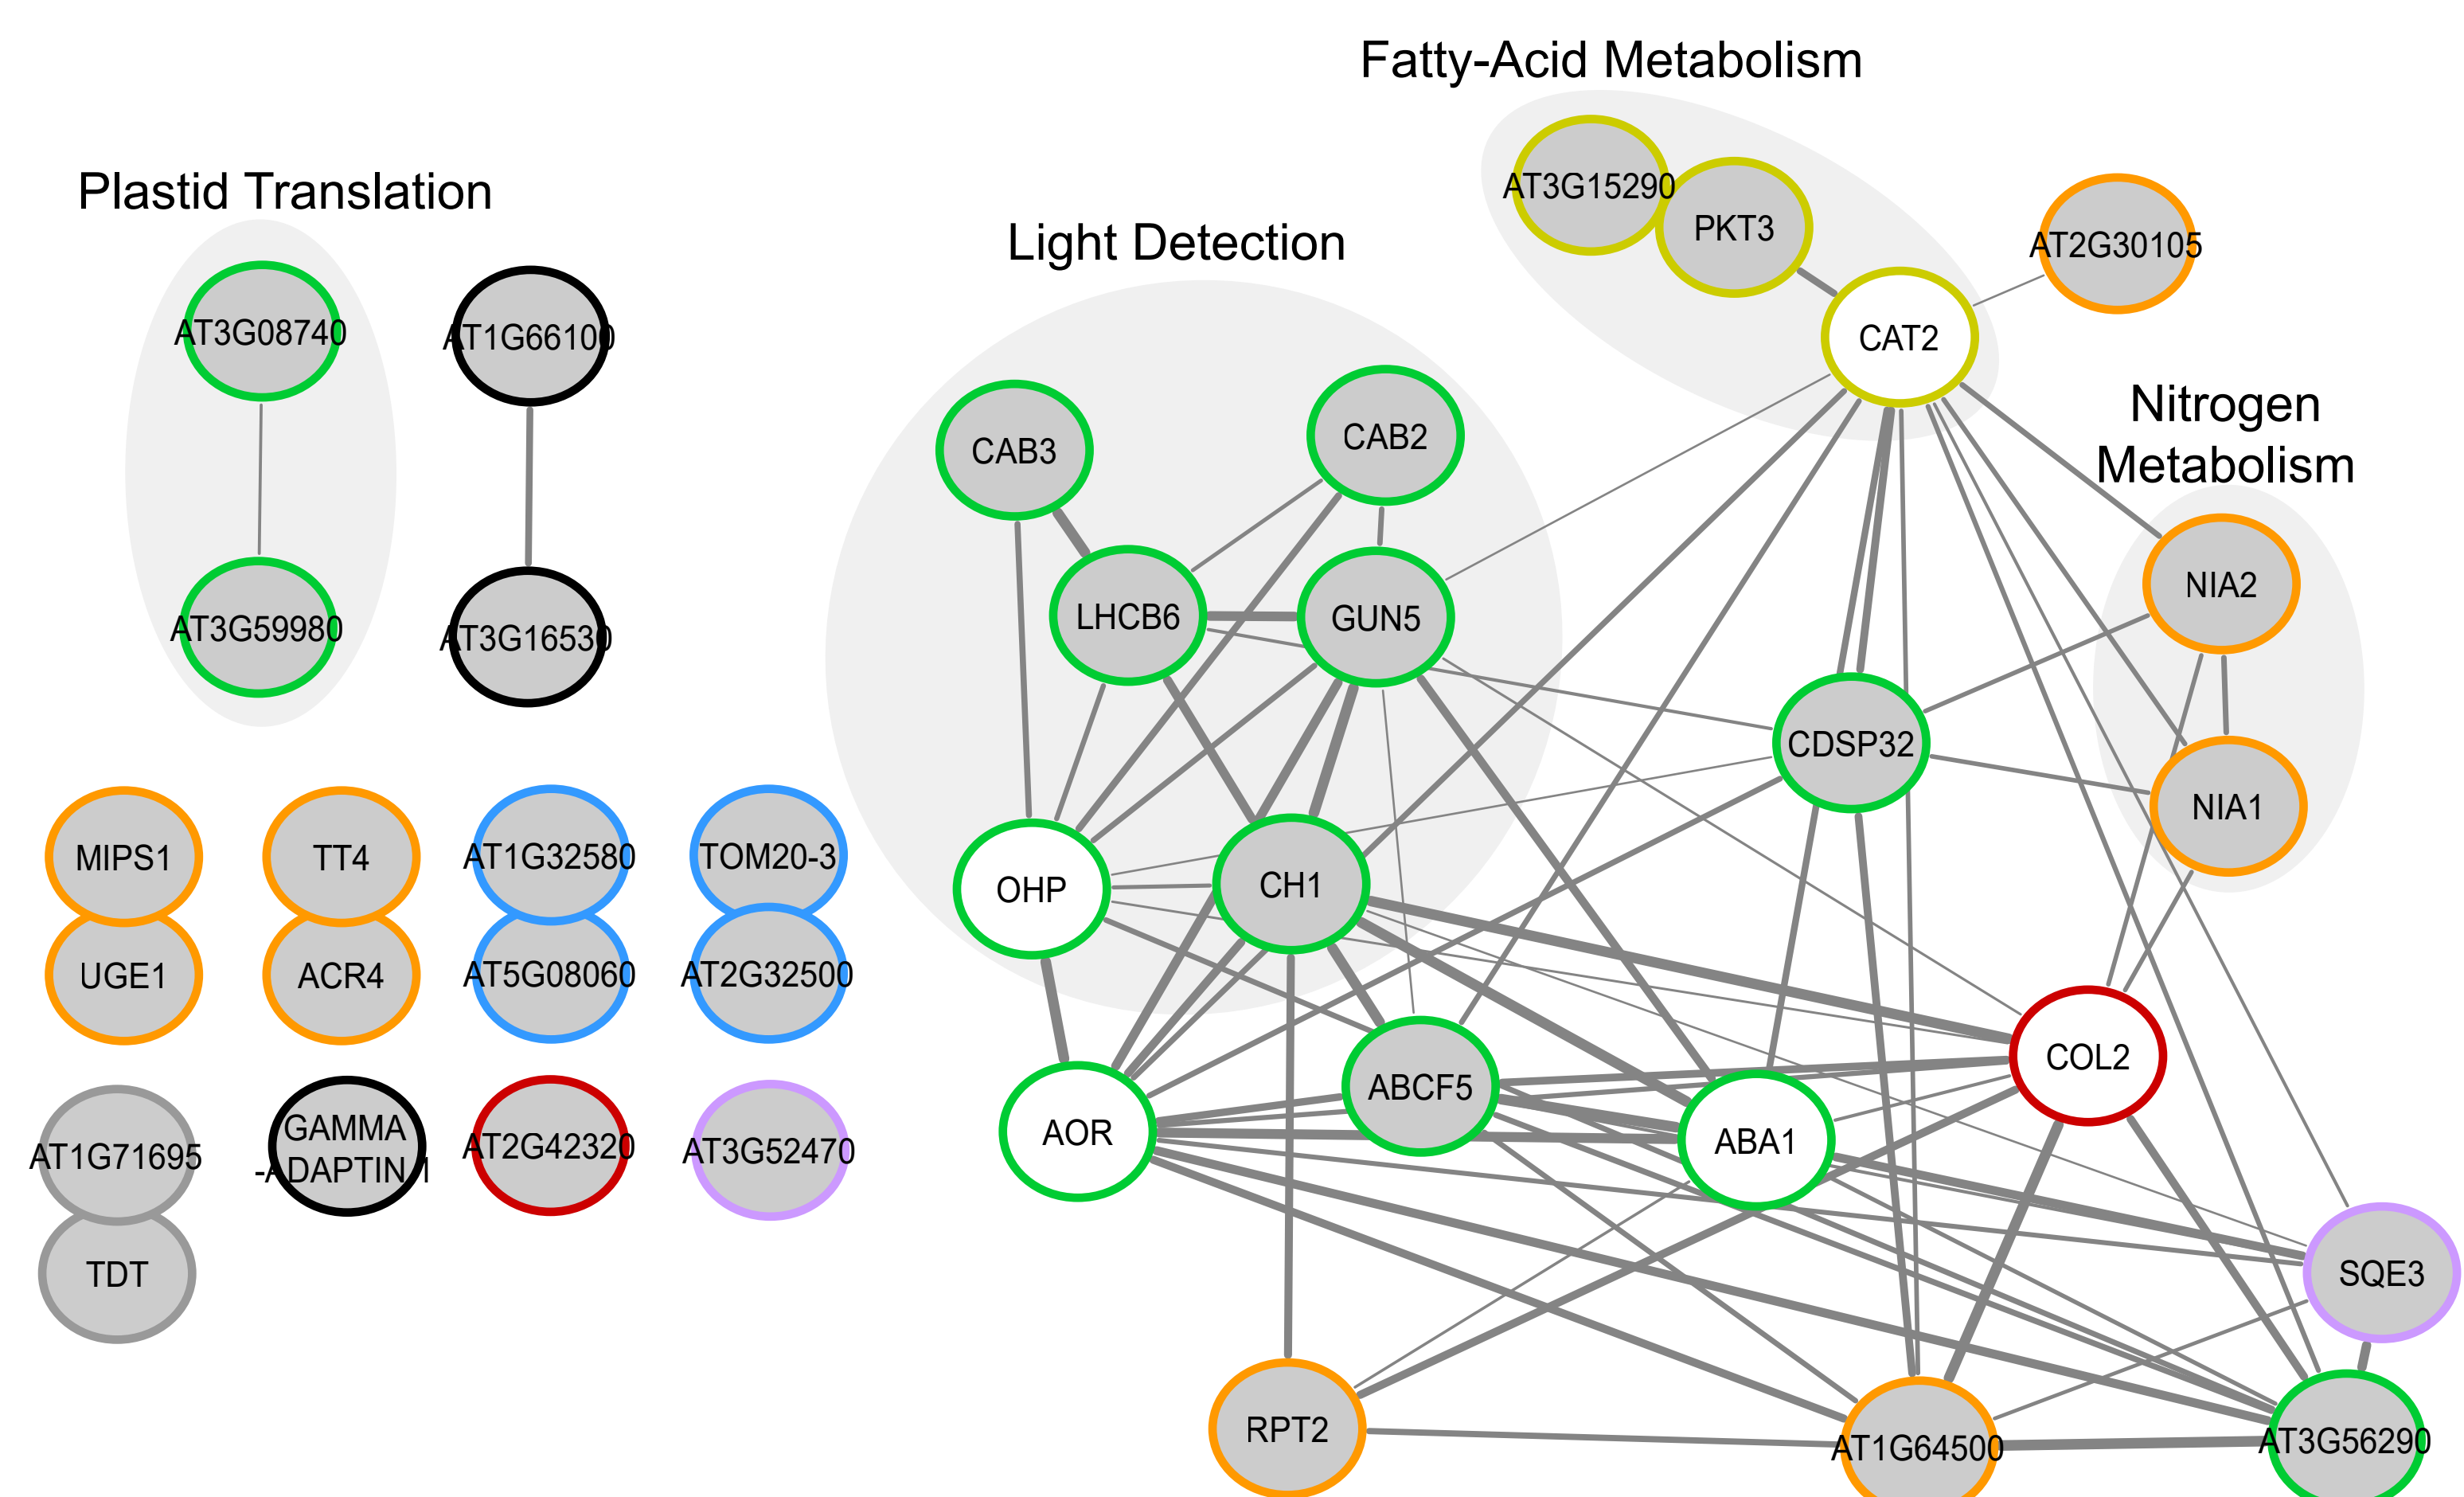 Fatty-Acid Metabolism
Plastid Translation
Light Detection
Nitrogen
Metabolism
AT3G15290
PKT3
AT2G30105
CAT2
AT3G08740
AT1G66100
CAB3
CAB2
NIA2
LHCB6
GUN5
AT3G59980
AT3G16530
CDSP32
NIA1
MIPS1
TT4
AT1G32580
TOM20-3
OHP
CH1
UGE1
ACR4
AT5G08060
AT2G32500
COL2
ABCF5
AOR
ABA1
AT1G71695
GAMMA
-ADAPTIN 1
AT2G42320
AT3G52470
TDT
SQE3
RPT2
AT1G64500
AT3G56290